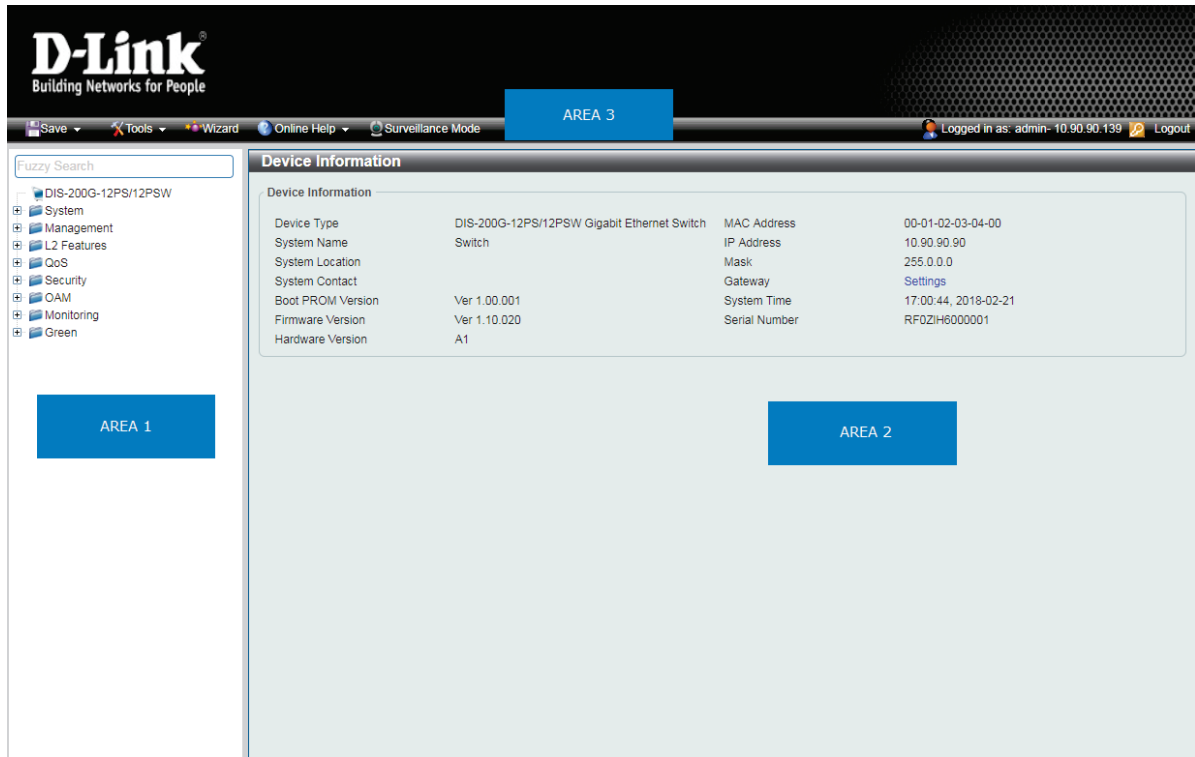 D-Link®
Building Networks for People
AREA 3
Save Tools Wizard Online Help Surveillance Mode Logged in as: admin- 10.90.90.139 Logout
Fuzzy Search
DIS-200G-12PS/12PSW
System
Management
L2 Features
QoS
Security
OAM
Monitoring
Green
AREA 1
Device Information
Device Information
Device Type DIS-200G-12PS/12PSW Gigabit Ethernet Switch MAC Address 00-01-02-03-04-00
System Name Switch IP Address 10.90.90.90
System Location Mask 255.0.0.0
System Contact Gateway Settings
Boot PROM Version Ver 1.00.001 System Time 17:00:44, 2018-02-21
Firmware Version Ver 1.10.020 Serial Number RF0ZIH6000001
Hardware Version A1
AREA 2